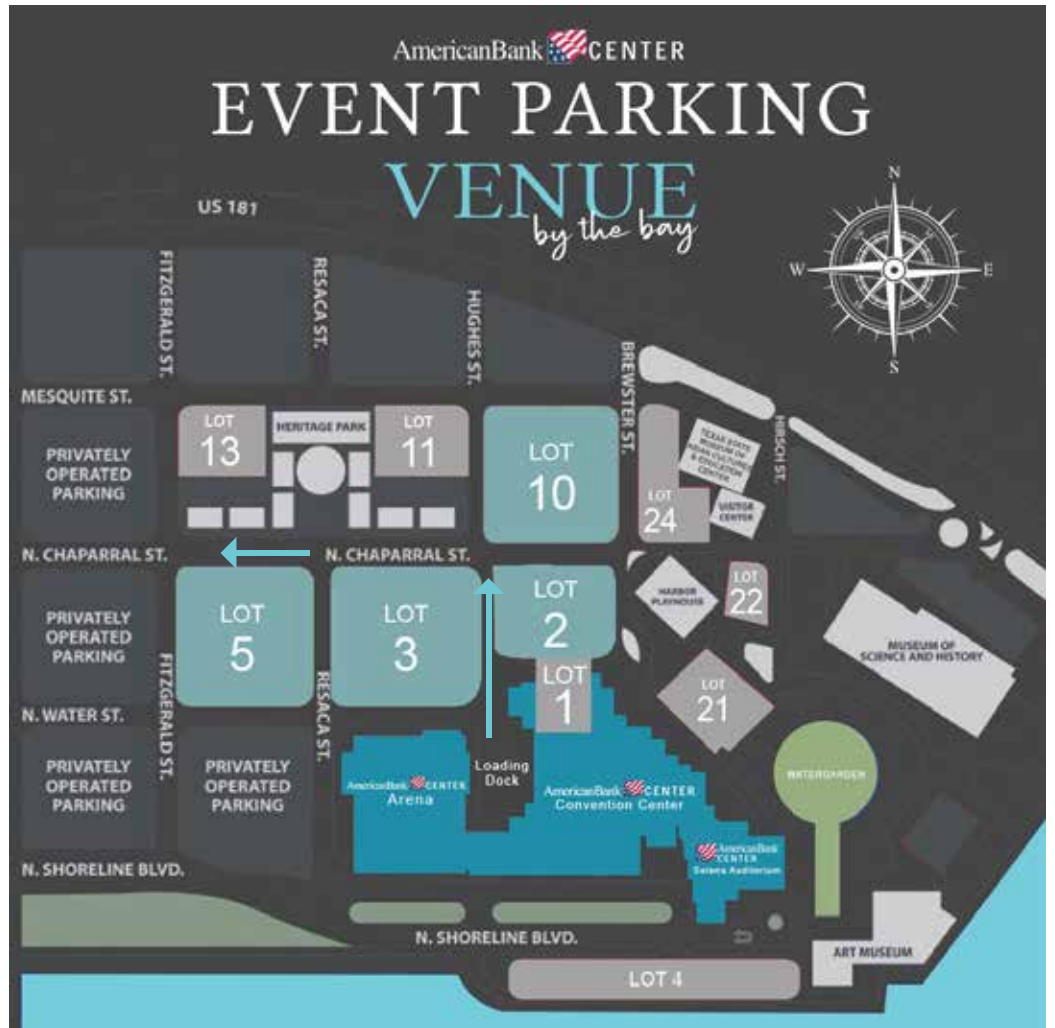 AmericanBank CENTER
EVENT PARKING
VENUE
by the bay
US 181
N
W
E
S
FITZGERALD ST.
RESACA ST.
HUGHES ST.
BREWSTER ST.
HIRSCH ST.
MESQUITE ST.
PRIVATELY
OPERATED
PARKING
LOT
13
HERITAGE PARK
LOT
11
LOT
10
LOT
24
TEXAS STATE
MUSEUM OF
ASIAN CULTURES
& EDUCATION
CENTER
VISITOR
CENTER
N. CHAPARRAL ST.
N. CHAPARRAL ST.
PRIVATELY
OPERATED
PARKING
LOT
5
LOT
3
LOT
2
LOT
1
HARBOR
PLAYHOUSE
LOT
22
LOT
21
MUSEUM OF
SCIENCE AND HISTORY
FITZGERALD ST.
RESACA ST.
N. WATER ST.
PRIVATELY
OPERATED
PARKING
PRIVATELY
OPERATED
PARKING
AmericanBank CENTER
Arena
Loading
Dock
AmericanBank CENTER
Convention Center
AmericanBank
CENTER
Selena Auditorium
WATERGARDEN
N. SHORELINE BLVD.
N. SHORELINE BLVD.
ART MUSEUM
LOT 4